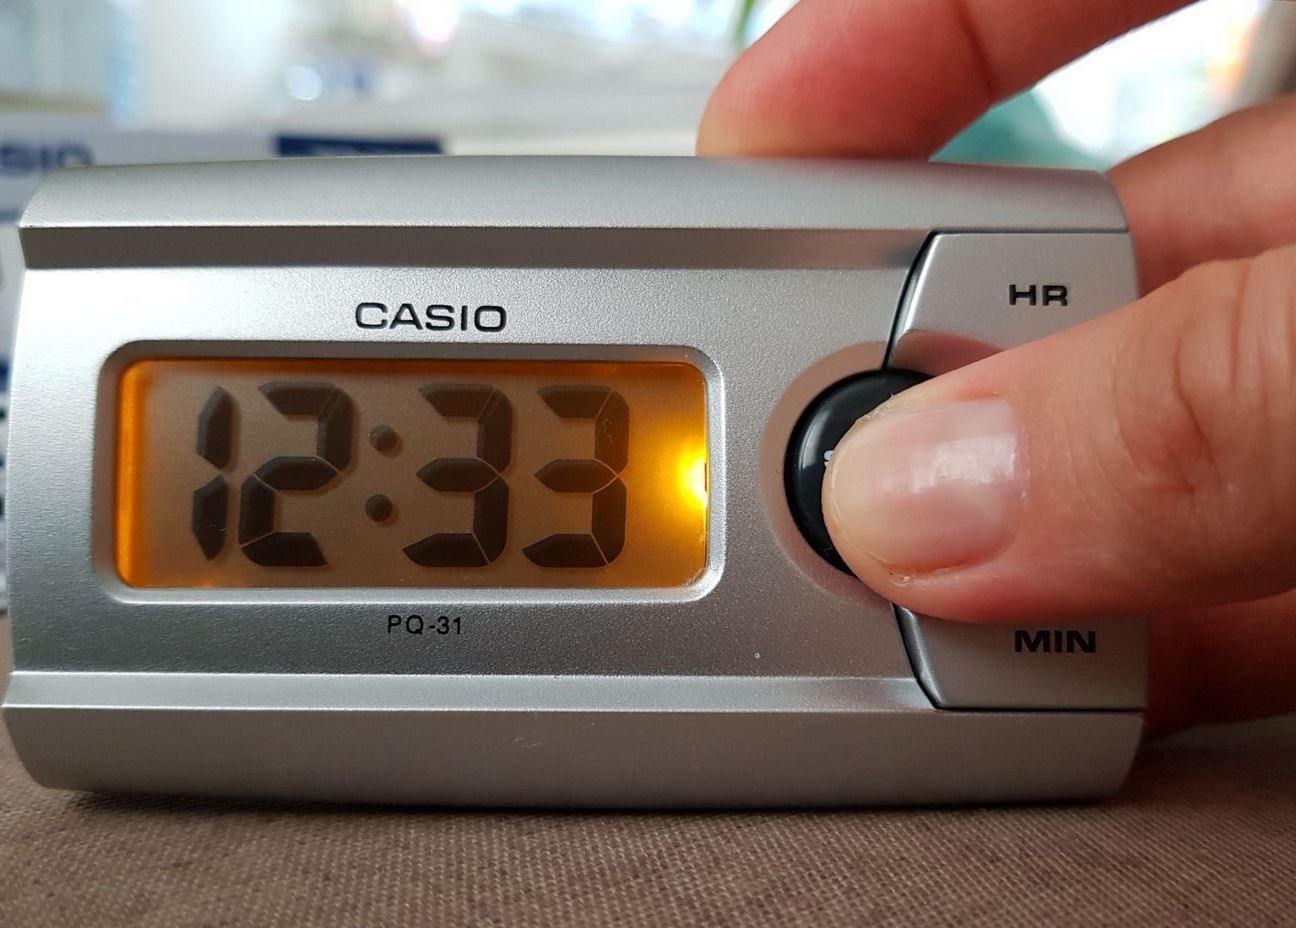 CASIO
12:33
PQ-31
HR
MIN